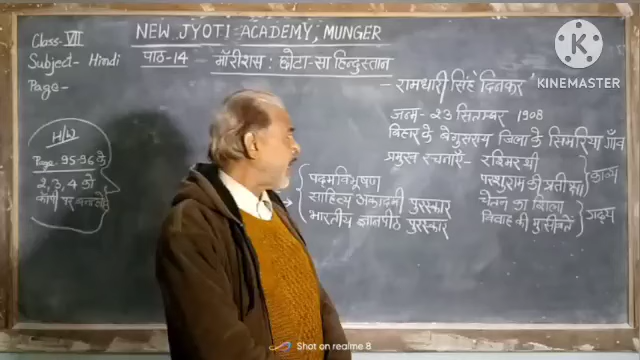 NEW JYOTI ACADEMY, MUNGER
Class- VII
Subject- Hindi
Page-
पाठ-14
मॉरीशस : छोटा-सा हिन्दुस्तान
- रामधारी सिंह दिनकर
जन्म - 23 सितम्बर 1908
बिहार के बेगुसराय जिला के सिमरिया गाँव
प्रमुख रचनाएँ- रश्मिरथी
परशुराम की प्रतीक्षा
काव्य
चेतना की शिला
विवाह की मुसीबतें
गद्य
पद्मविभूषण
साहित्य अकादमी पुरस्कार
भारतीय ज्ञानपीठ पुरस्कार
H/W
Page. 95-96 के
2, 3, 4 को
कॉपी पर
KINEMASTER
Shot on realme 8